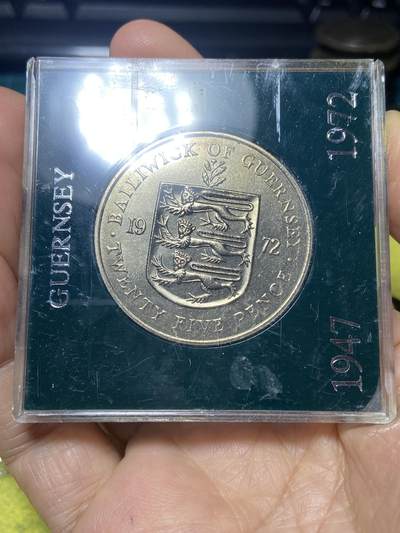 GUERNSEY
1947
1972
· BAILIWICK OF GUERNSEY ·
19 72
TWENTY FIVE PENCE